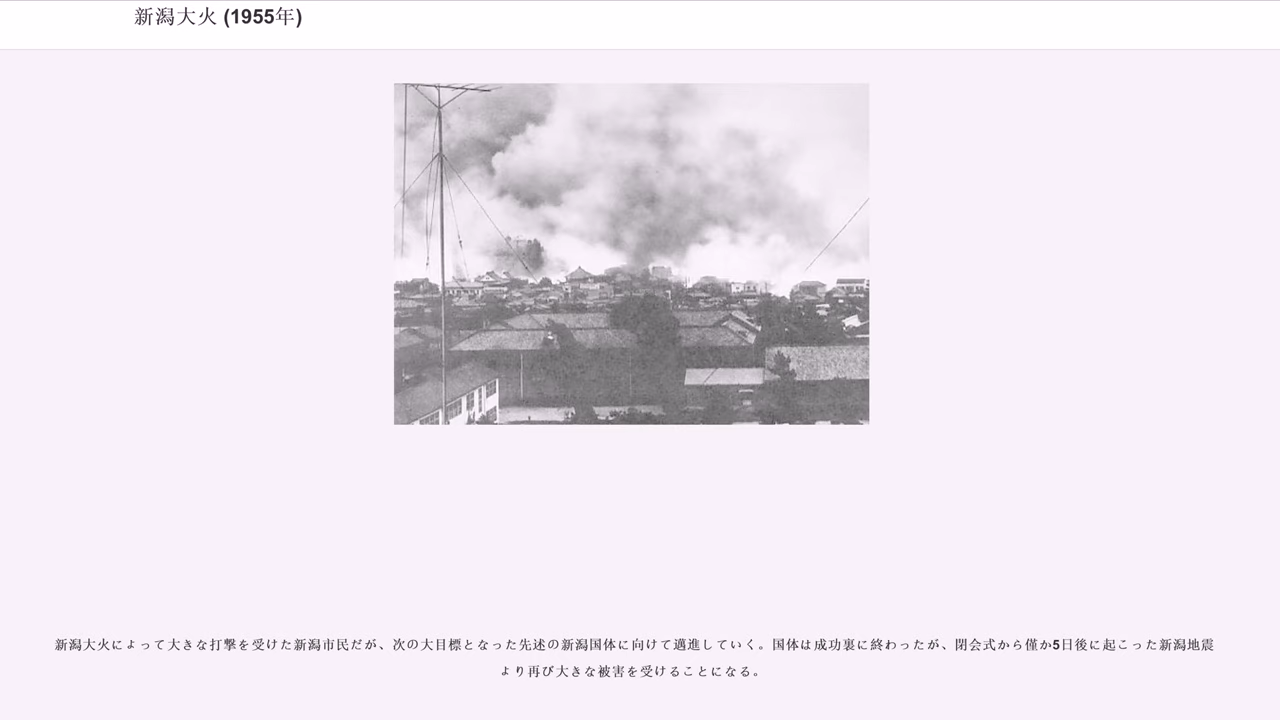 新潟大火 (1955年)
新潟大火によって大きな打撃を受けた新潟市民だが、次の大目標となった先述の新潟国体に向けて邁進していく。国体は成功裏に終わったが、閉会式から僅か5日後に起こった新潟地震
より再び大きな被害を受けることになる。